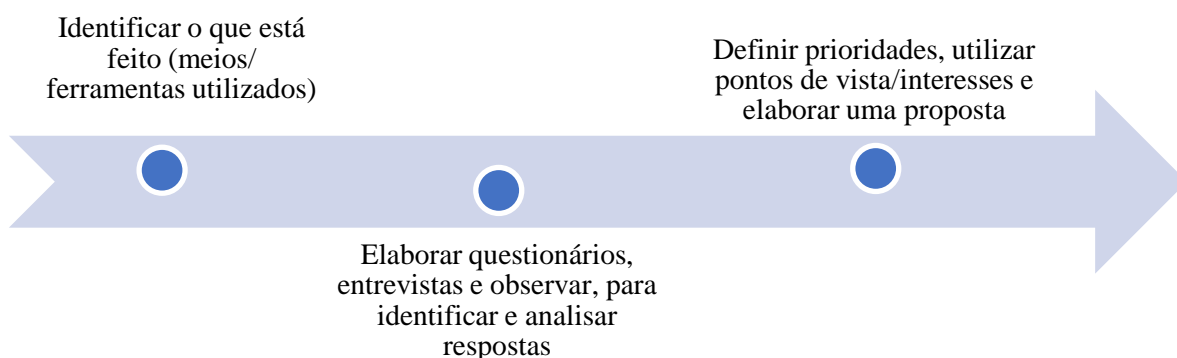 Identificar o que está
feito (meios/
ferramentas utilizados)
Elaborar questionários,
entrevistas e observar, para
identificar e analisar
respostas
Definir prioridades, utilizar
pontos de vista/interesses e
elaborar uma proposta